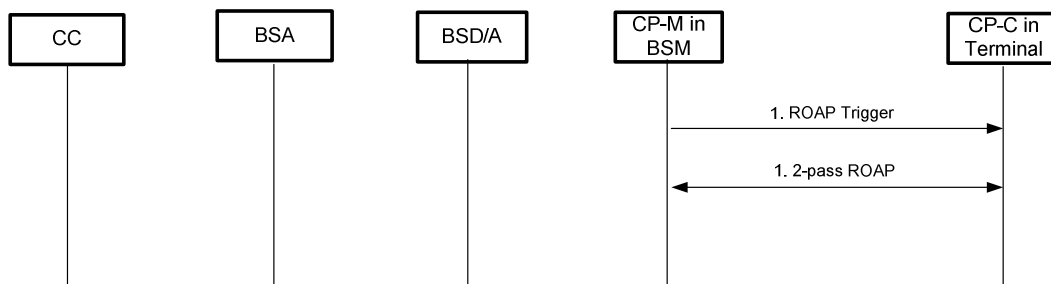 CC
BSA
BSD/A
CP-M in
BSM
CP-C in
Terminal
1. ROAP Trigger
1. 2-pass ROAP